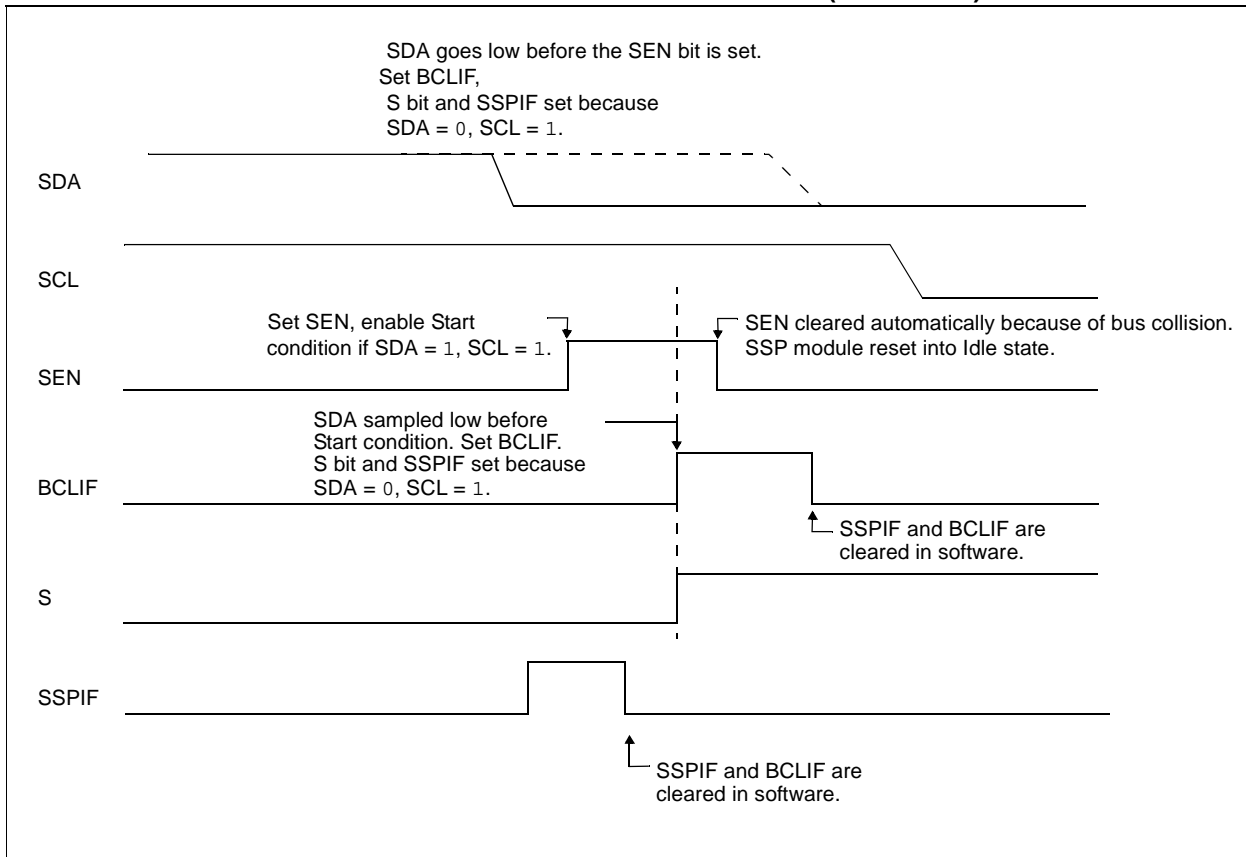 SDA goes low before the SEN bit is set.
Set BCLIF,
S bit and SSPIF set because
SDA = 0, SCL = 1.
SDA
SCL
Set SEN, enable Start
condition if SDA = 1, SCL = 1.
SEN cleared automatically because of bus collision.
SSP module reset into Idle state.
SEN
SDA sampled low before
Start condition. Set BCLIF.
S bit and SSPIF set because
SDA = 0, SCL = 1.
BCLIF
SSPIF and BCLIF are
cleared in software.
S
SSPIF
SSPIF and BCLIF are
cleared in software.